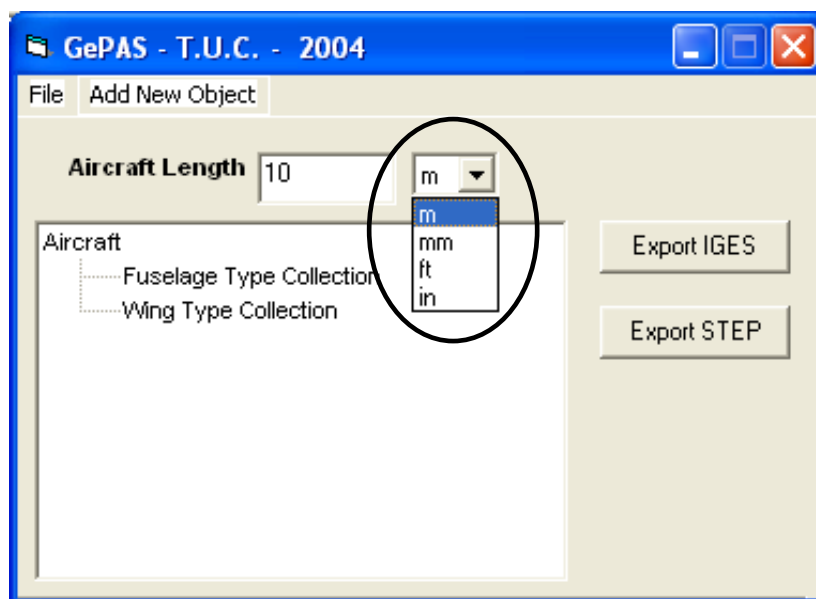 GePAS - T.U.C. - 2004
File Add New Object
Aircraft Length 10 m
m
mm
ft
in
Aircraft
Fuselage Type Collection
Wing Type Collection
Export IGES
Export STEP